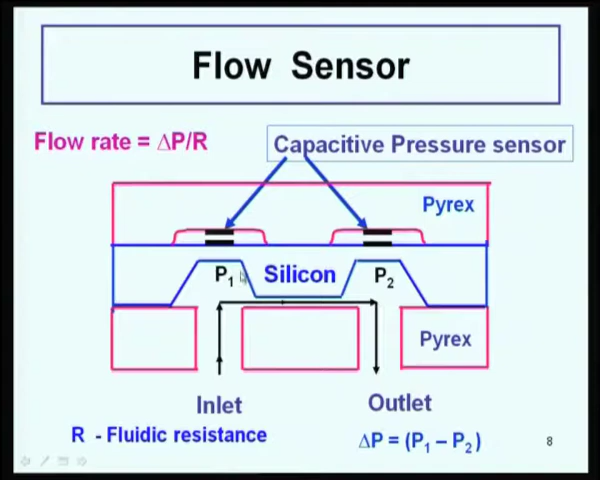 Flow Sensor
Flow rate = ΔP/R
Capacitive Pressure sensor
Pyrex
P₁
Silicon
P₂
Pyrex
Inlet
Outlet
R - Fluidic resistance
ΔP = (P₁ – P₂)
8